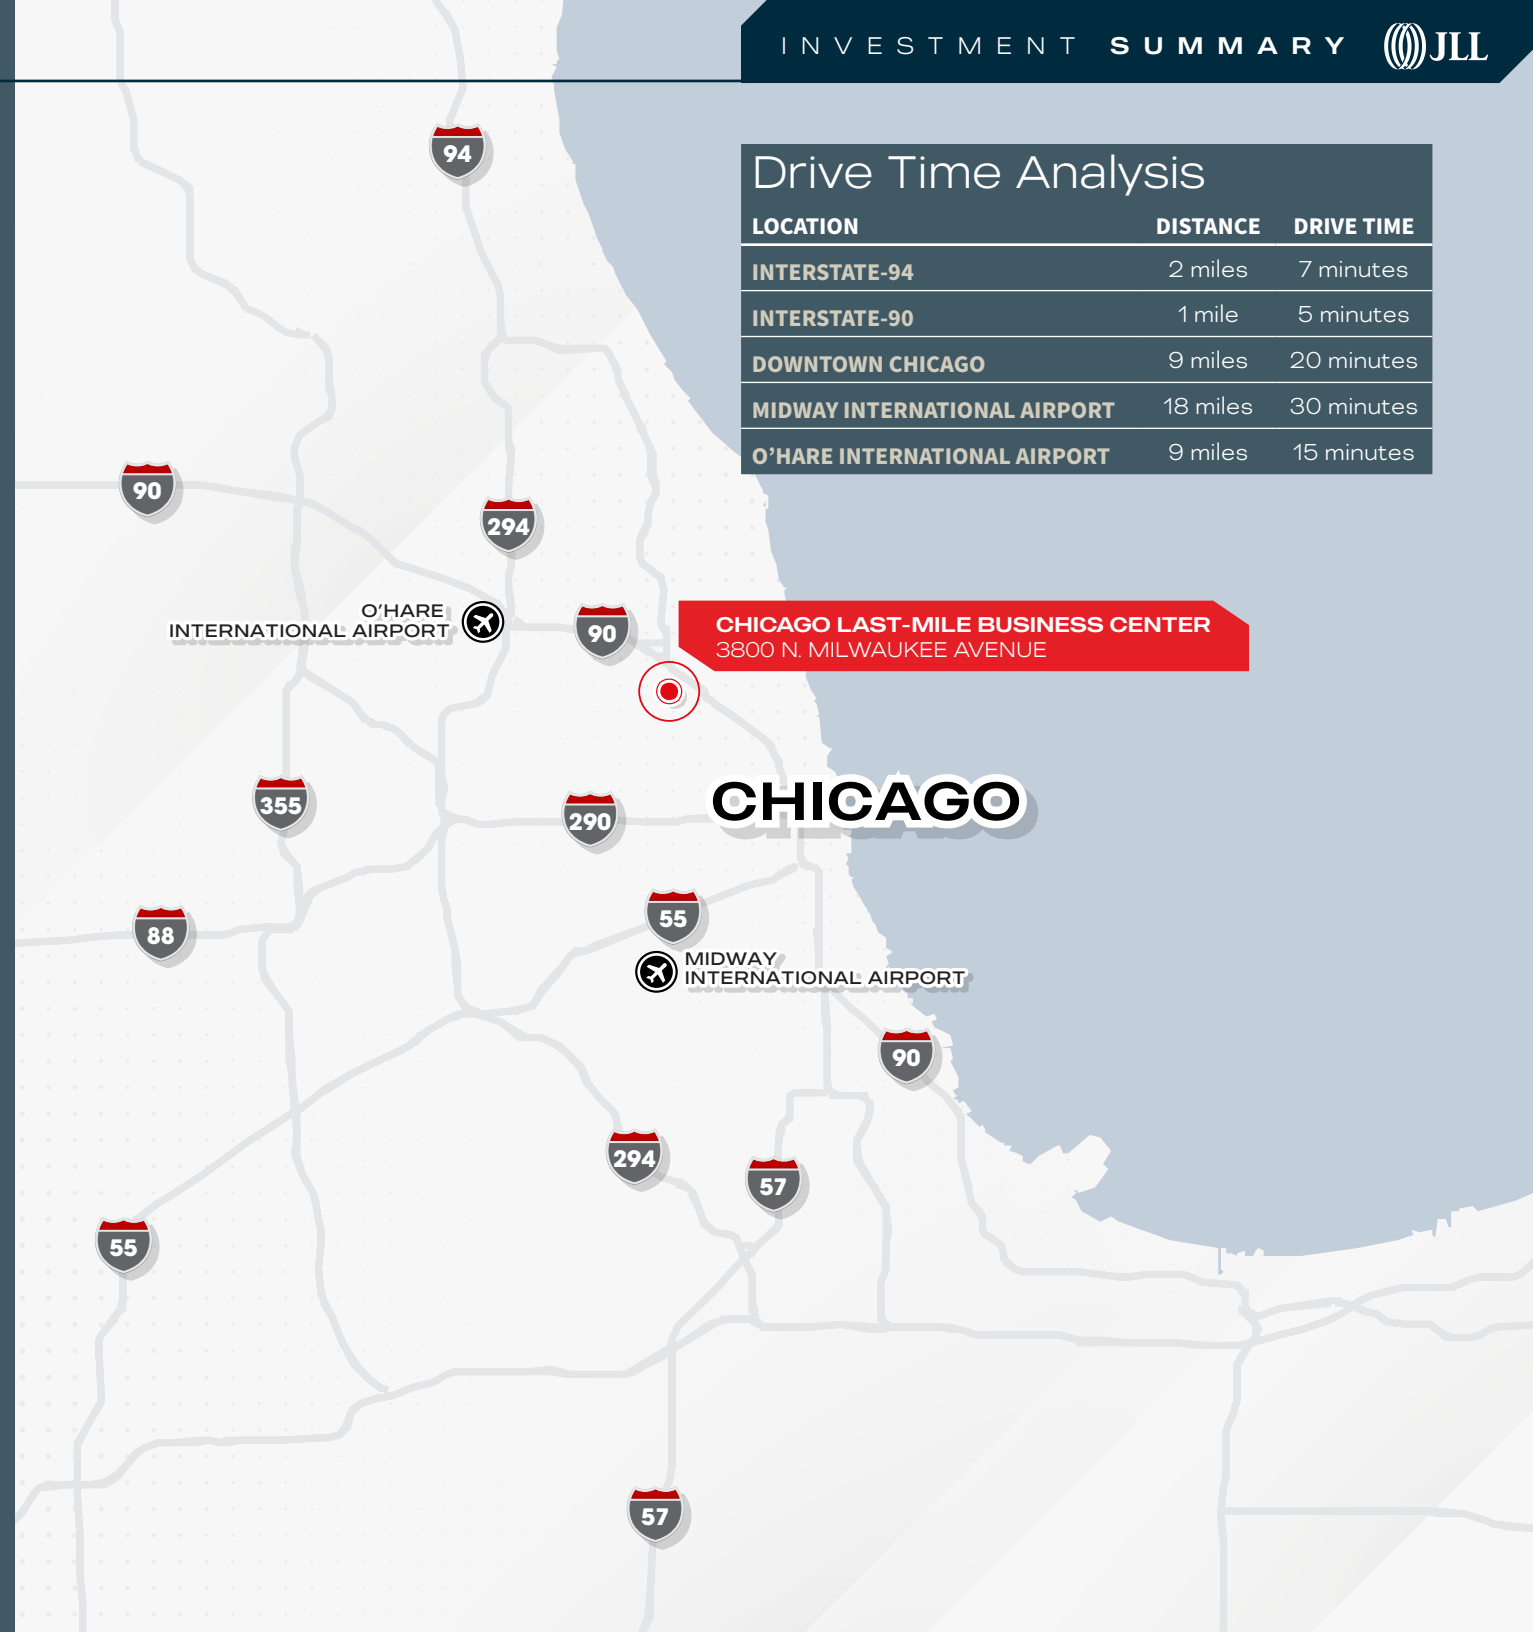 INVESTMENT SUMMARY JLL
Drive Time Analysis
LOCATION DISTANCE DRIVE TIME
INTERSTATE-94 2 miles 7 minutes
INTERSTATE-90 1 mile 5 minutes
DOWNTOWN CHICAGO 9 miles 20 minutes
MIDWAY INTERNATIONAL AIRPORT 18 miles 30 minutes
O’HARE INTERNATIONAL AIRPORT 9 miles 15 minutes
94
90
294
O’HARE
INTERNATIONAL AIRPORT
90
CHICAGO LAST-MILE BUSINESS CENTER
3800 N. MILWAUKEE AVENUE
355
290
CHICAGO
55
88
MIDWAY
INTERNATIONAL AIRPORT
90
294
57
55
57